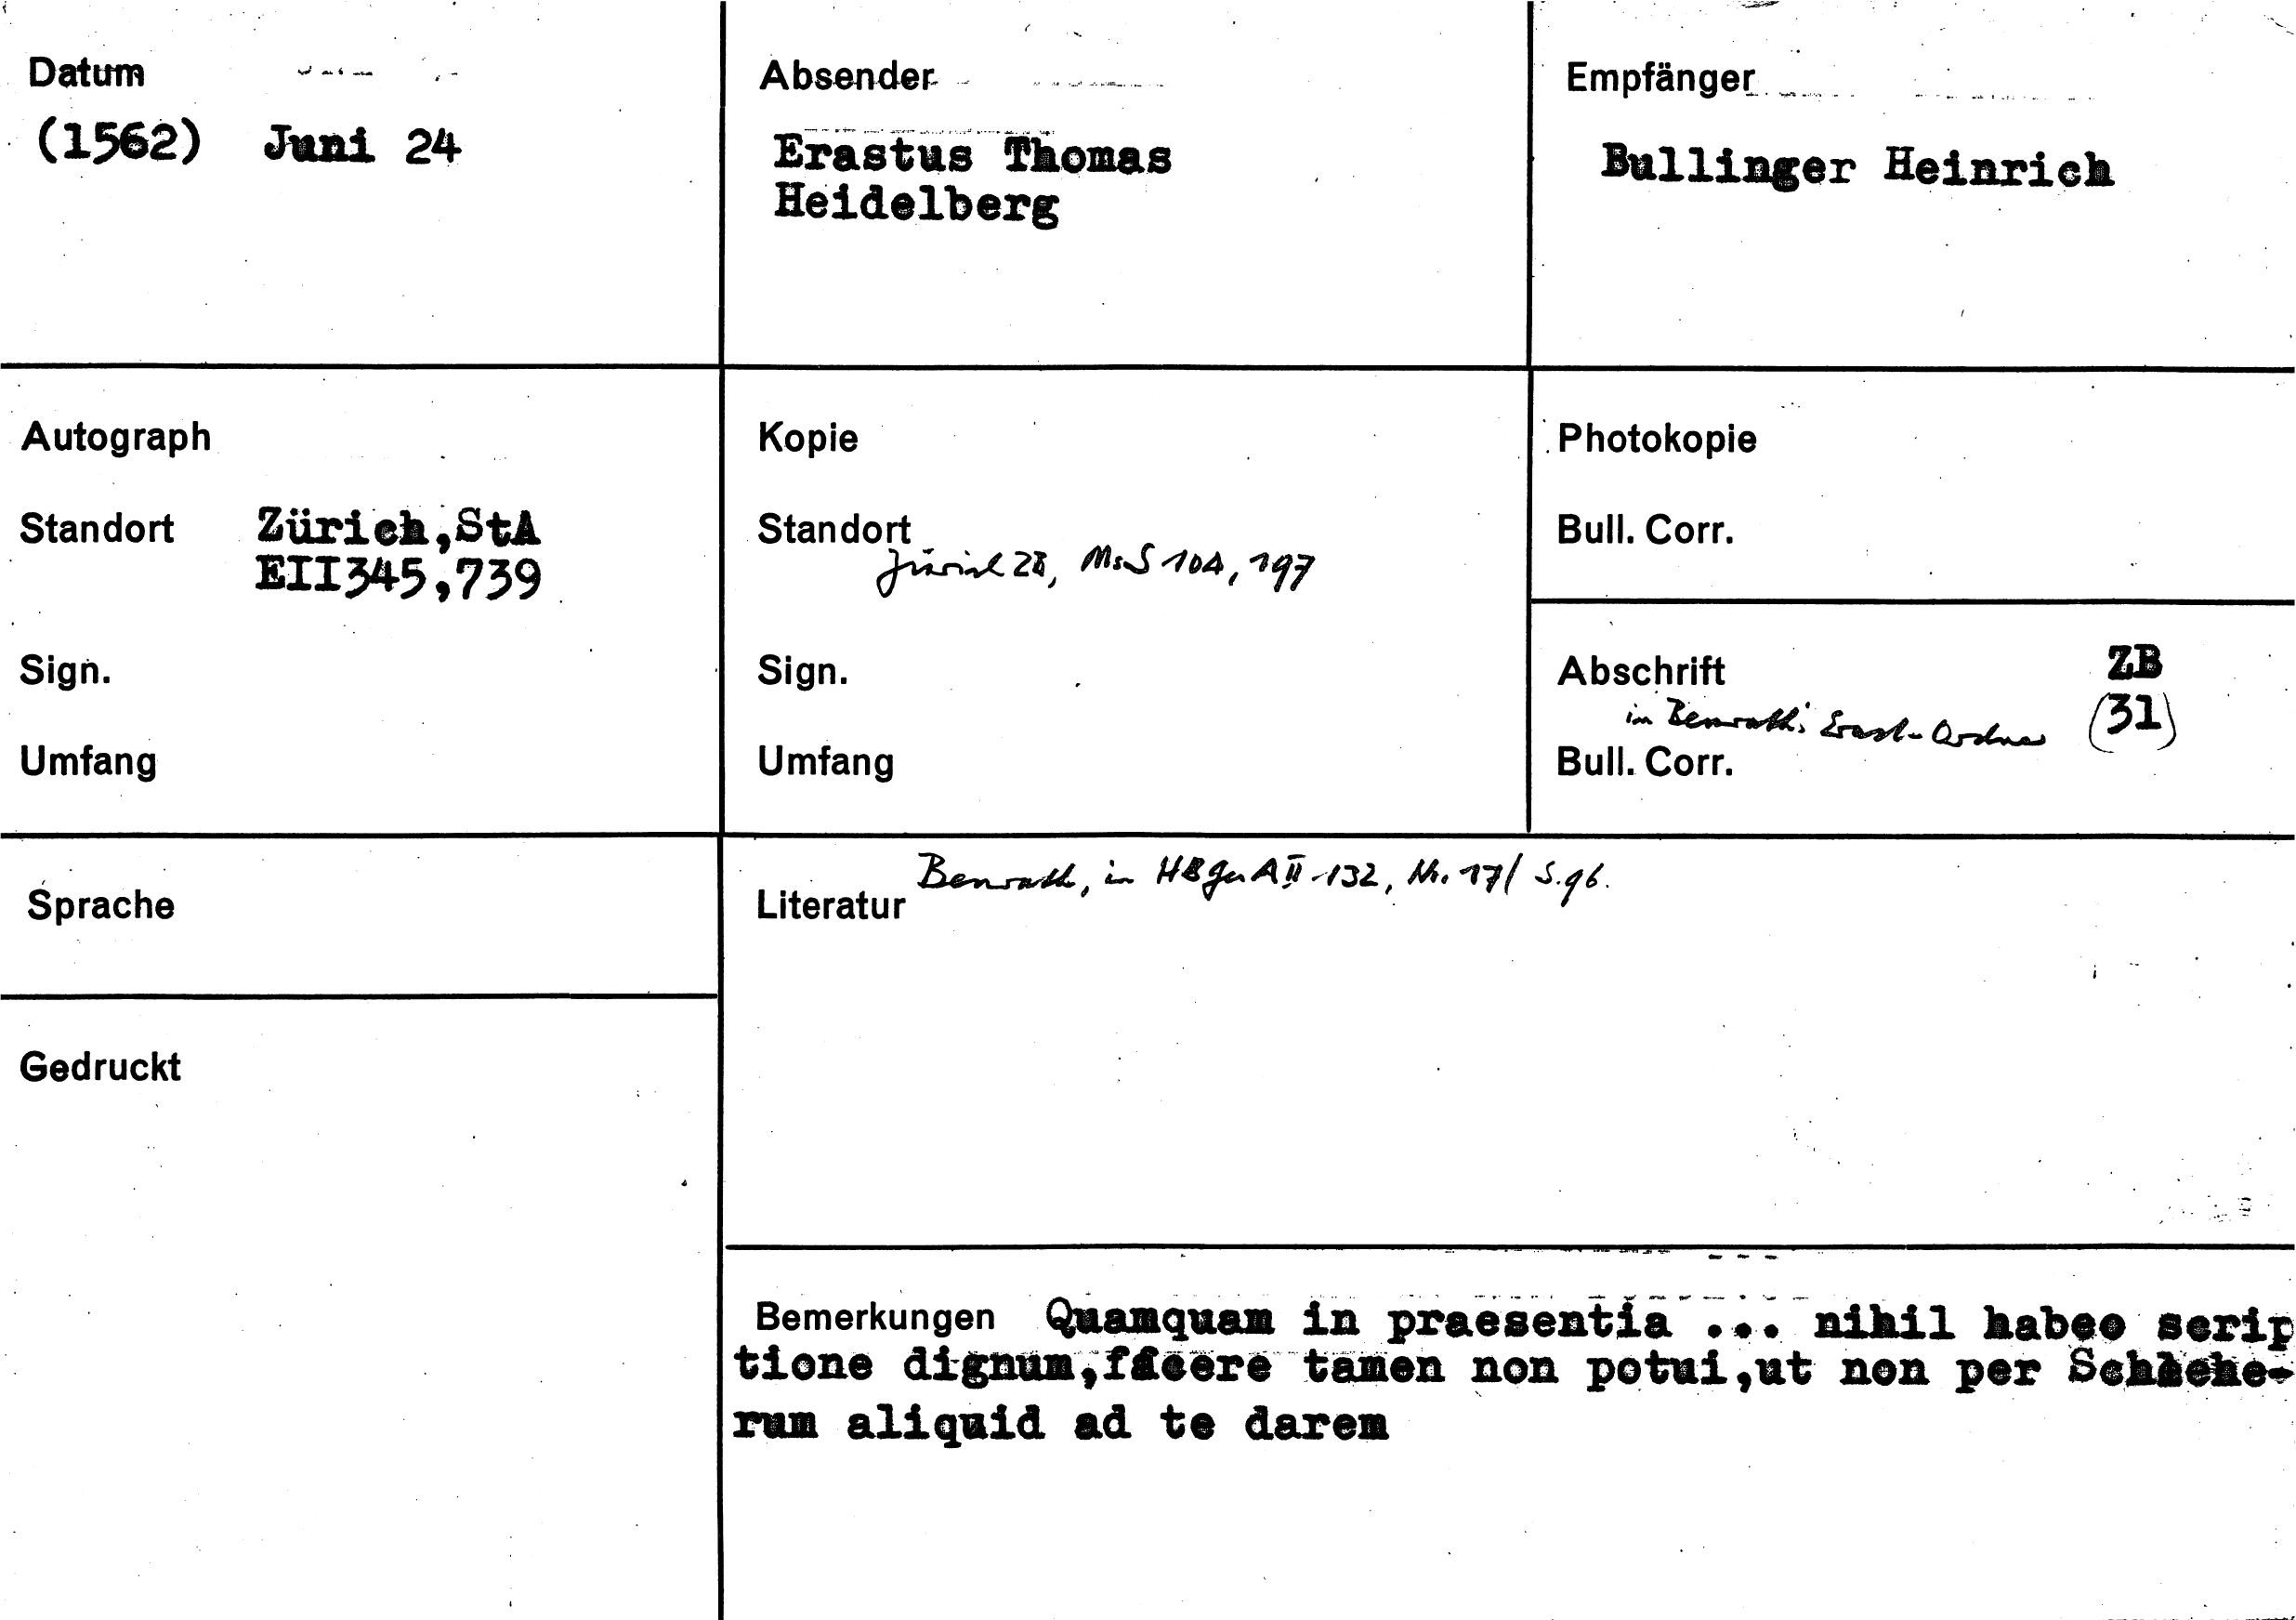 Datum
(1562) Juni 24
Absender
Erastus Thomas
Heidelberg
Empfänger
Bullinger Heinrich
Autograph
Standort Zürich,StA
EII345,739
Sign.
Umfang
Kopie
Standort
Zürich ZB, Ms S 104, 197
Sign.
Umfang
Photokopie
Bull. Corr.
Abschrift ZB
in Benrath's Erast-Ordner (31)
Bull. Corr.
Sprache
Gedruckt
Benrath, in HBGesA II 132, Nr. 17/ S. 96.
Literatur
Bemerkungen Quamquam in praesentia ... nihil habeo scrip
tione dignum,facere tamen non potui,ut non per
rum aliquid ad te darem